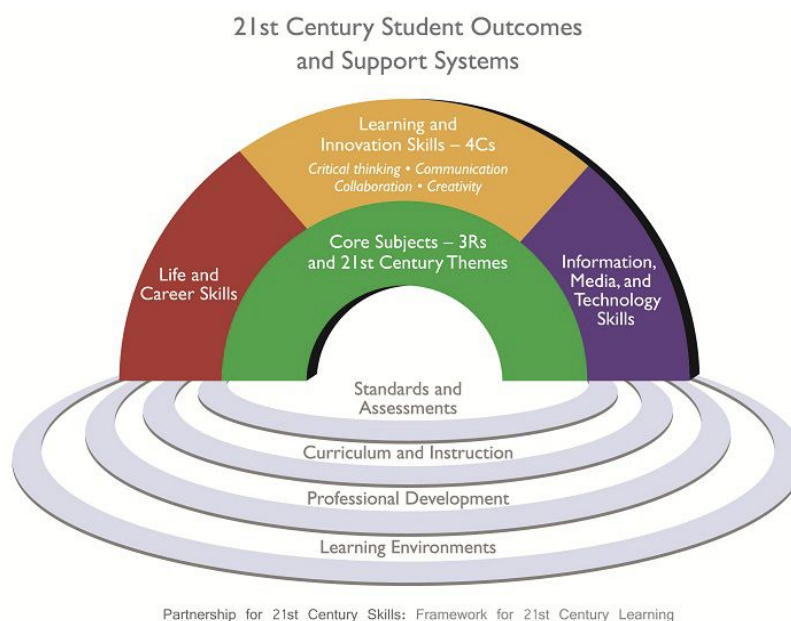 21st Century Student Outcomes
and Support Systems
Learning and
Innovation Skills – 4Cs
Critical thinking • Communication
Collaboration • Creativity
Core Subjects – 3Rs
and 21st Century Themes
Life and
Career Skills
Information,
Media, and
Technology
Skills
Standards and
Assessments
Curriculum and Instruction
Professional Development
Learning Environments
Partnership for 21st Century Skills: Framework for 21st Century Learning